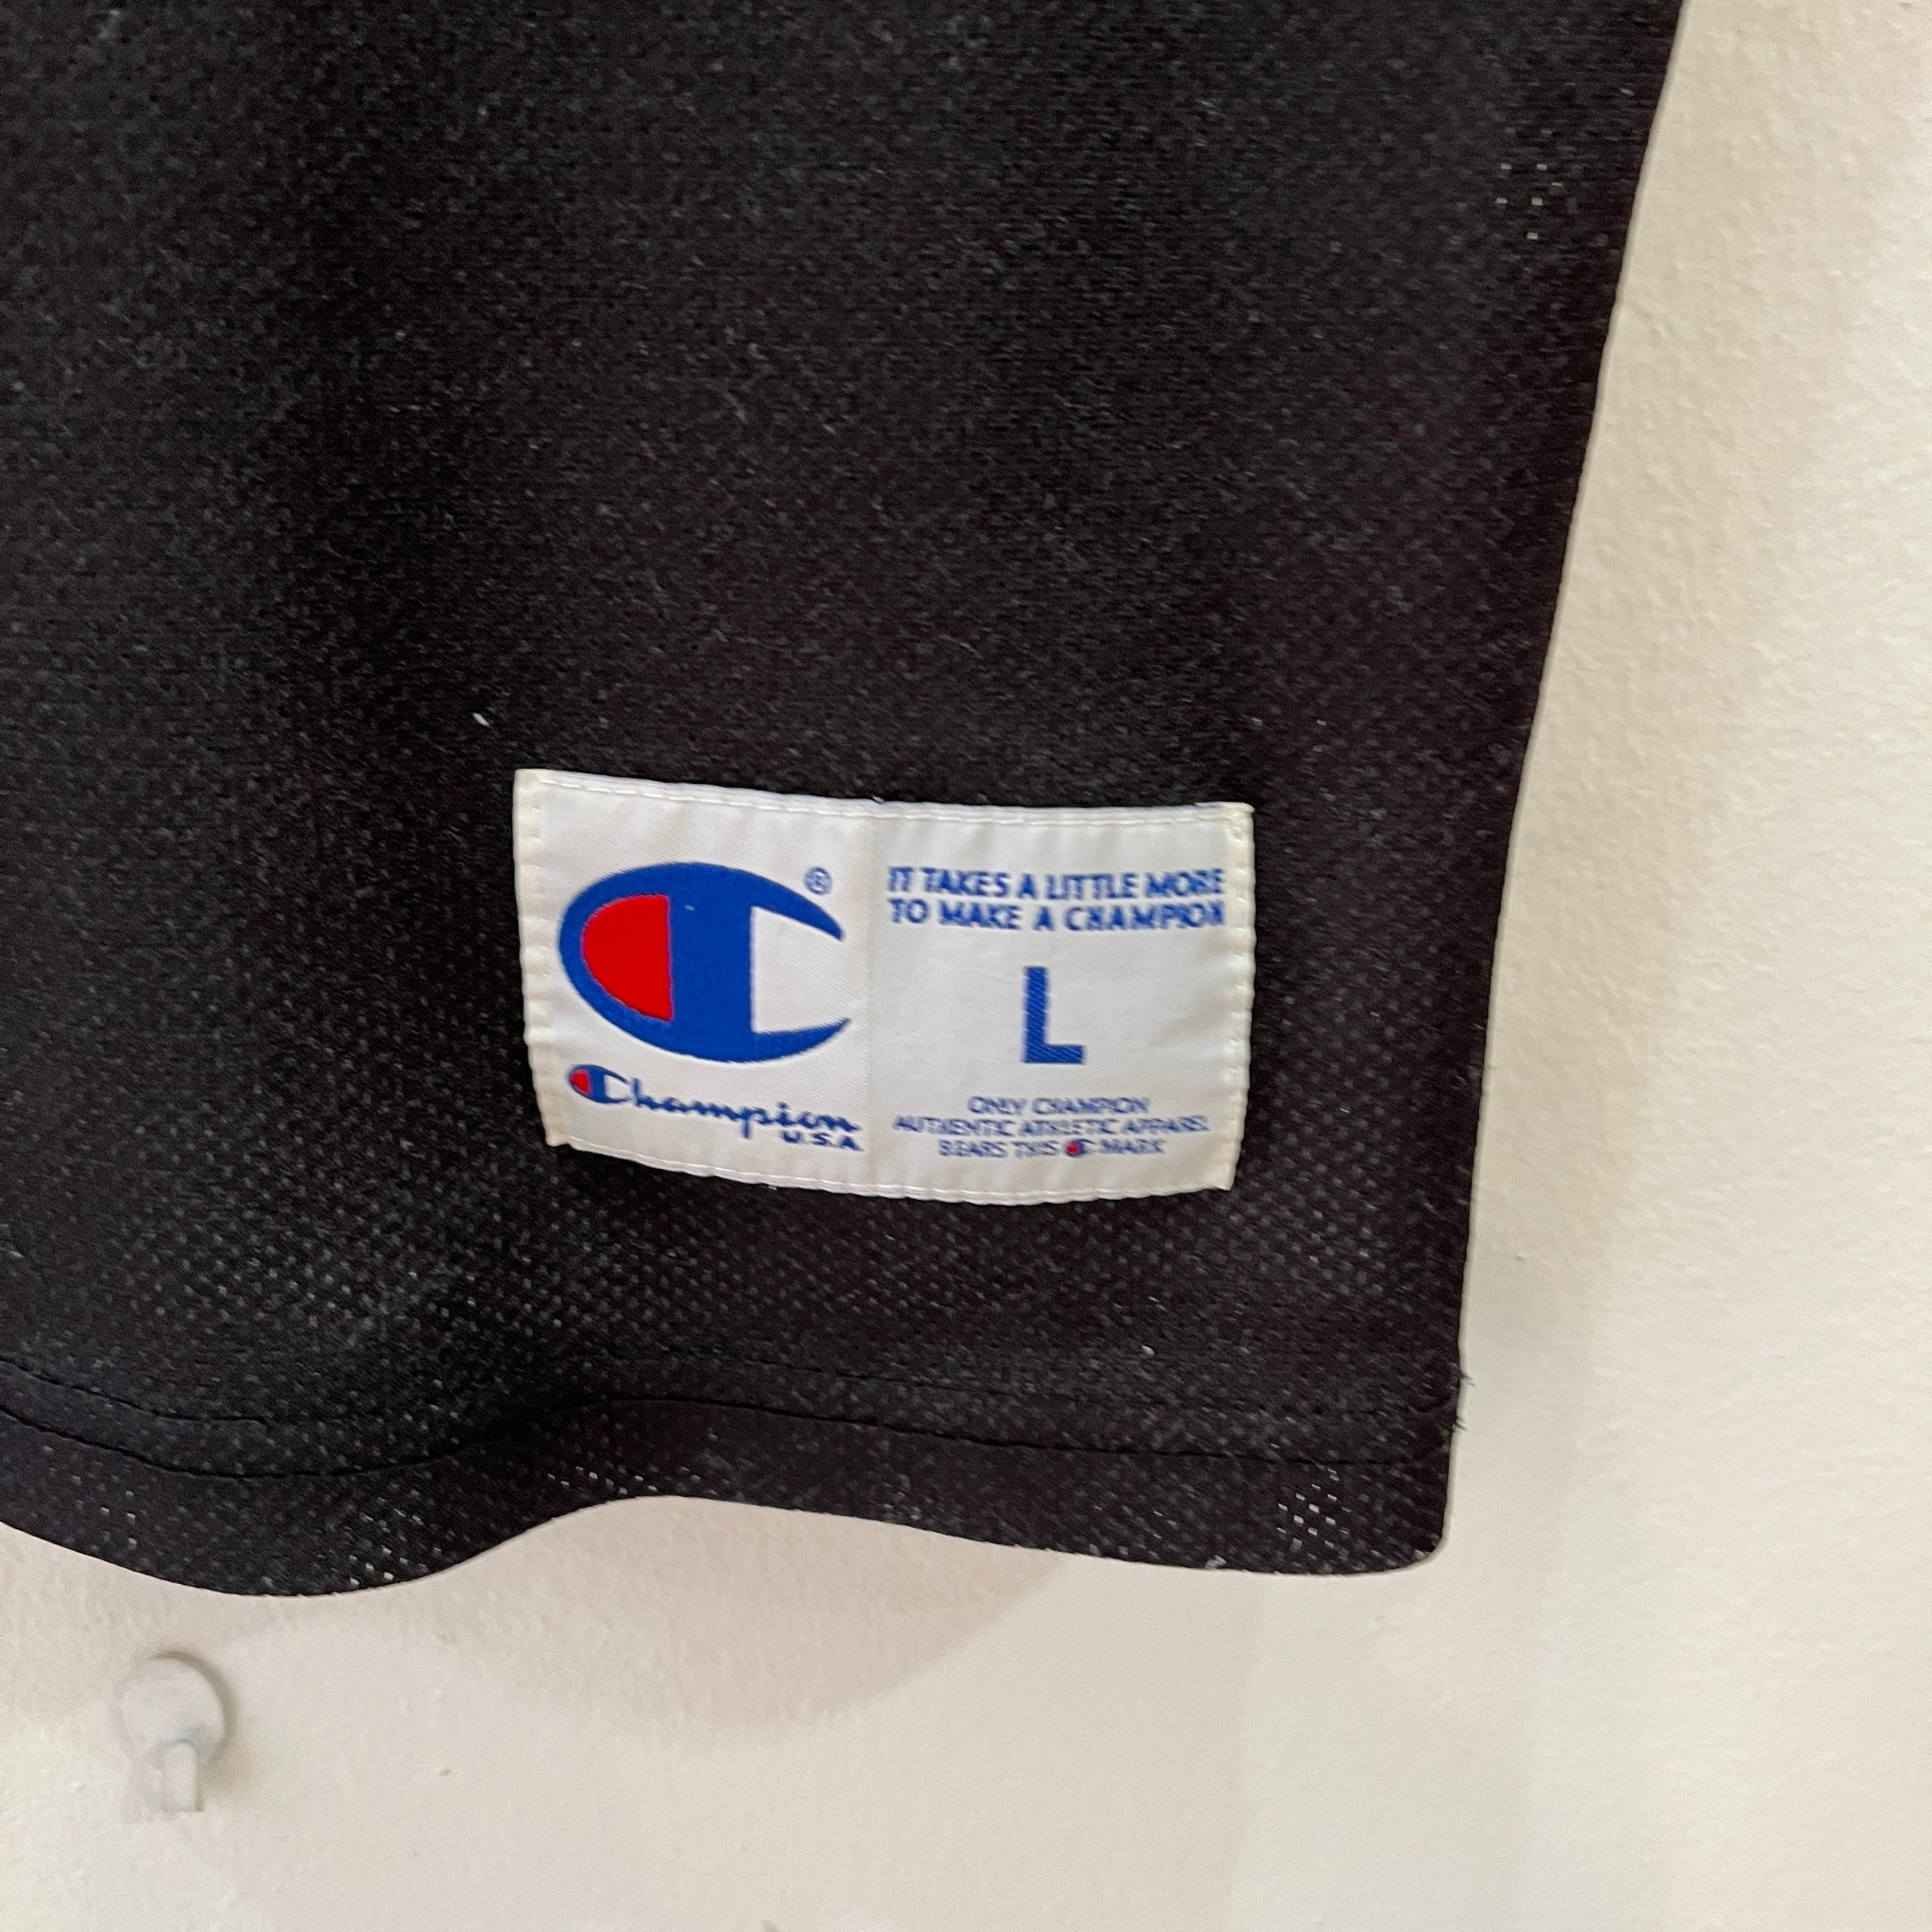 ®
Champion
U.S.A.
IT TAKES A LITTLE MORE
TO MAKE A CHAMPION
L
ONLY CHAMPION
AUTHENTIC ATHLETIC APPAREL
BEARS THIS C MARK